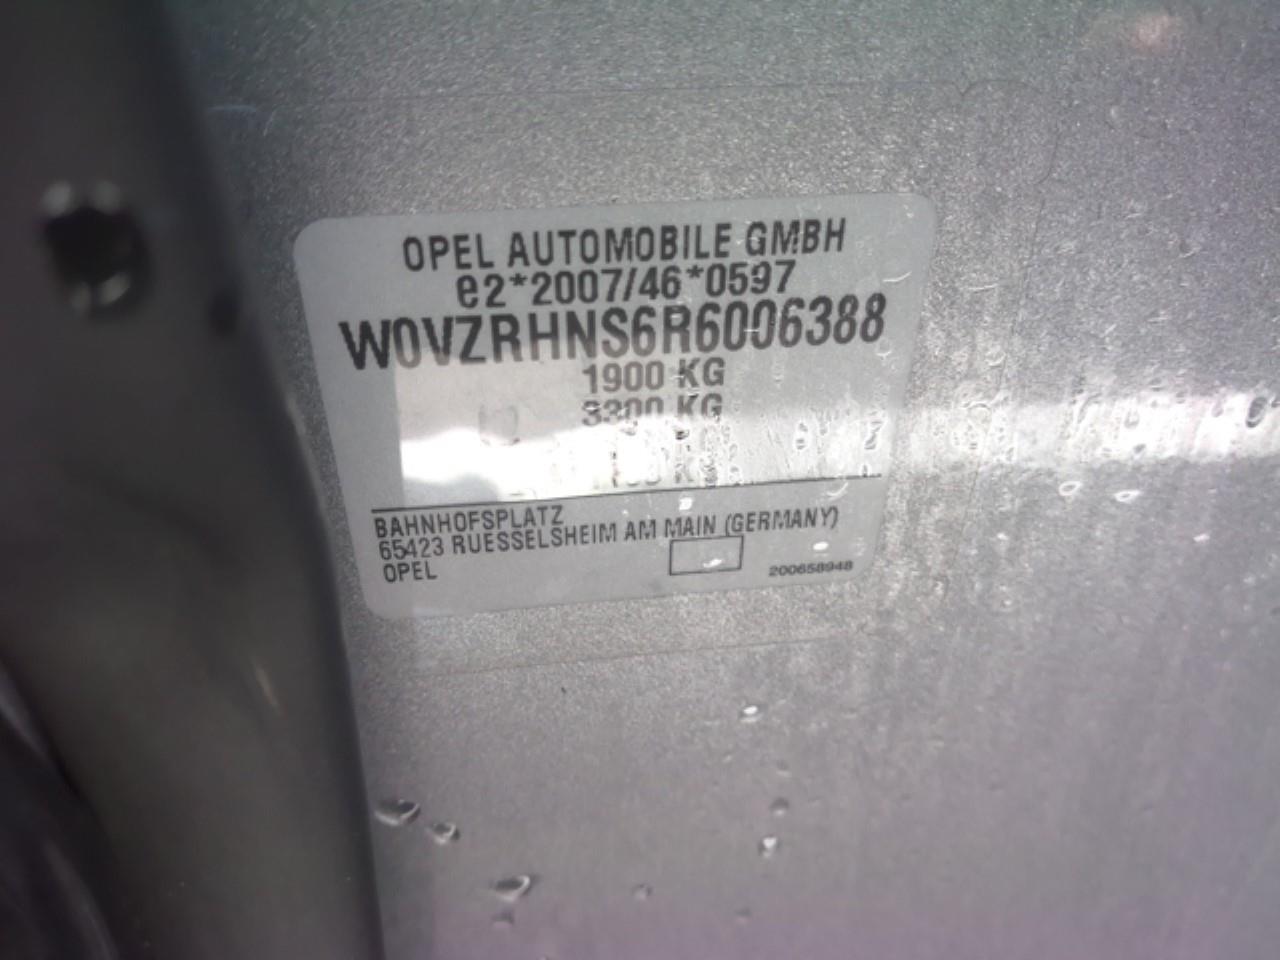 OPEL AUTOMOBILE GMBH
e2*2007/46*0597
W0VZRHNS6R6006388
1900 KG
3300 KG
KG
BAHNHOFSPLATZ
65423 RUESSELSHEIM AM MAIN (GERMANY)
OPEL
200658948